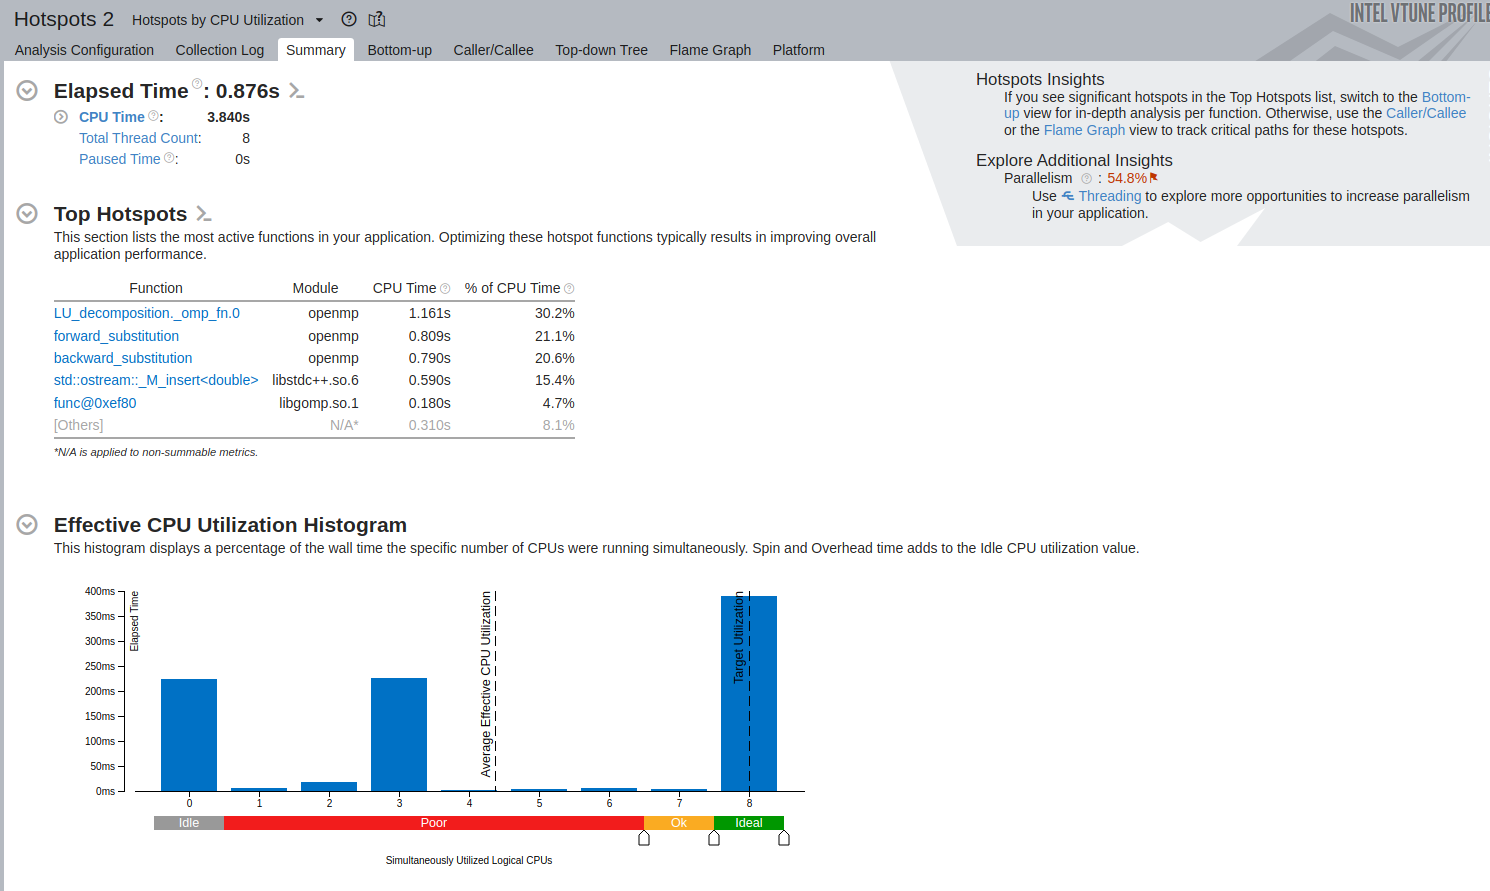 Hotspots 2 Hotspots by CPU Utilization
INTEL VTUNE PROFILE
Analysis Configuration Collection Log Summary Bottom-up Caller/Callee Top-down Tree Flame Graph Platform
Elapsed Time: 0.876s
CPU Time: 3.840s
Total Thread Count: 8
Paused Time: 0s
Hotspots Insights
If you see significant hotspots in the Top Hotspots list, switch to the Bottom-
up view for in-depth analysis per function. Otherwise, use the Caller/Callee
or the Flame Graph view to track critical paths for these hotspots.
Explore Additional Insights
Parallelism : 54.8%
Use Threading to explore more opportunities to increase parallelism
in your application.
Top Hotspots
This section lists the most active functions in your application. Optimizing these hotspot functions typically results in improving overall
application performance.
Function Module CPU Time % of CPU Time
LU_decomposition._omp_fn.0 openmp 1.161s 30.2%
forward_substitution openmp 0.809s 21.1%
backward_substitution openmp 0.790s 20.6%
std::ostream::_M_insert<double> libstdc++.so.6 0.590s 15.4%
func@0xef80 libgomp.so.1 0.180s 4.7%
[Others] N/A* 0.310s 8.1%
*N/A is applied to non-summable metrics.
Effective CPU Utilization Histogram
This histogram displays a percentage of the wall time the specific number of CPUs were running simultaneously. Spin and Overhead time adds to the Idle CPU utilization value.
400ms
350ms
300ms
250ms
200ms
150ms
100ms
50ms
0ms
Elapsed Time
Average Effective CPU Utilization
Target Utilization
0 1 2 3 4 5 6 7 8
Idle Poor Ok Ideal
Simultaneously Utilized Logical CPUs